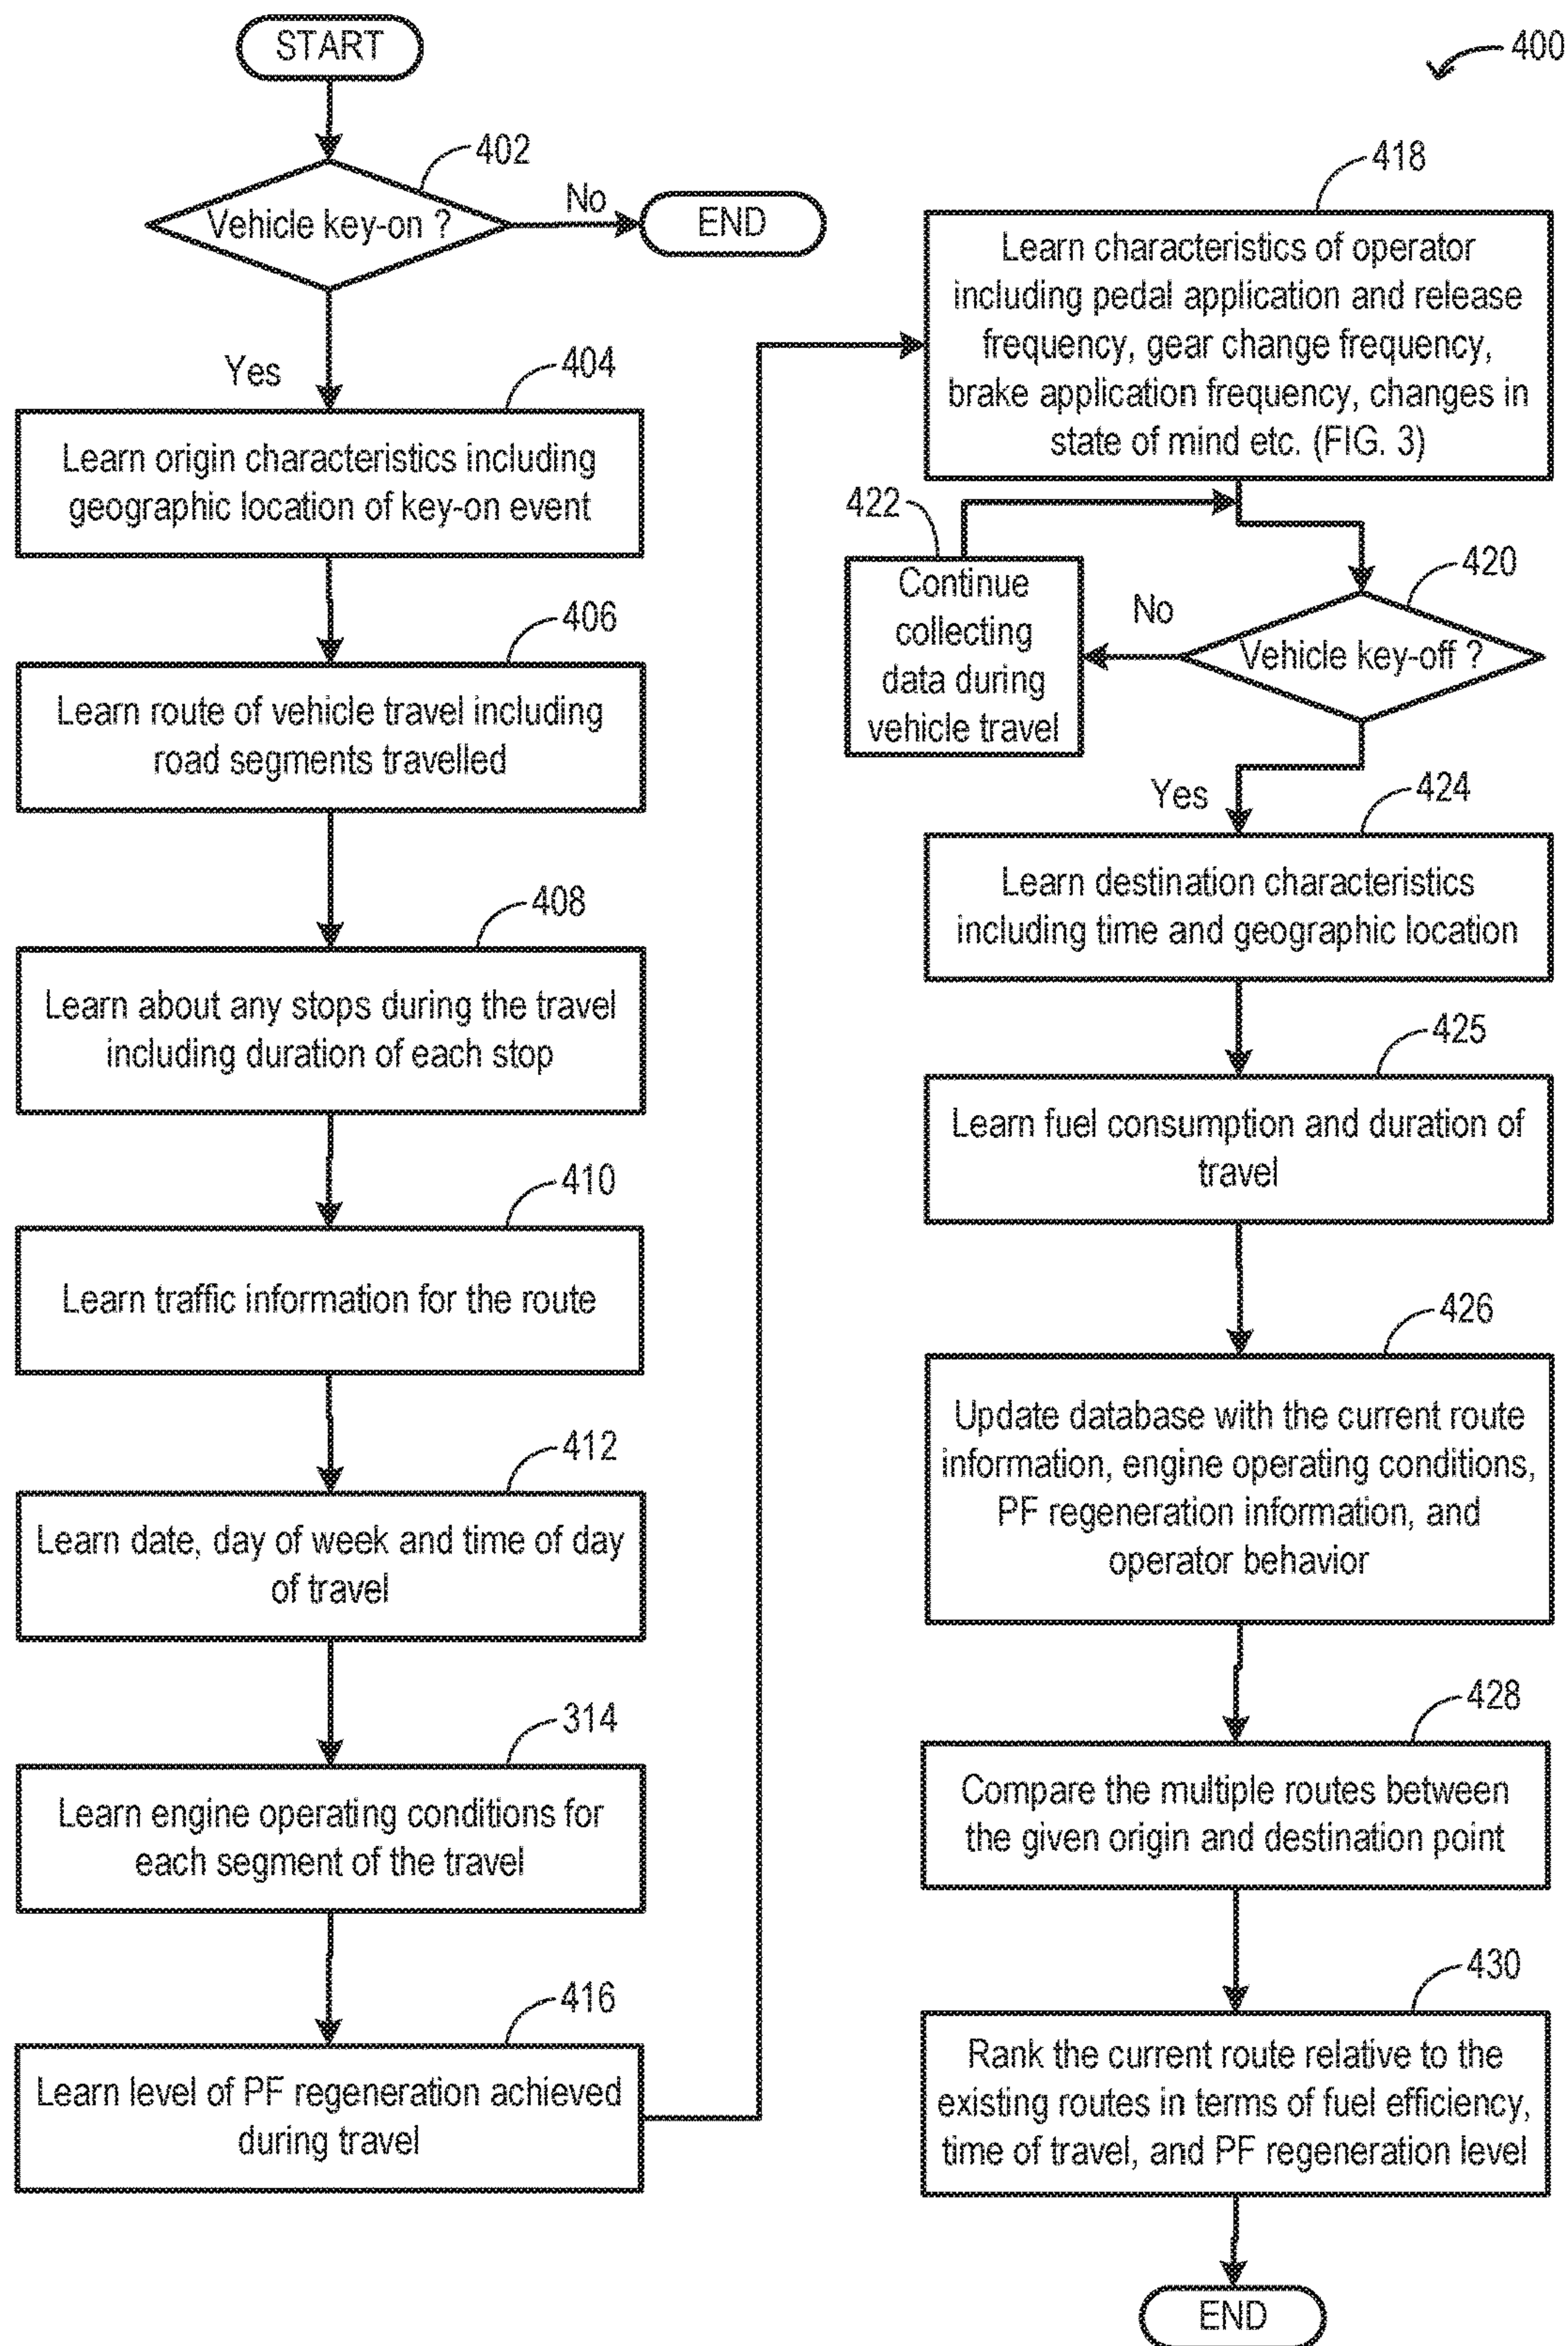 START
400
402
Vehicle key-on ?
No
END
Yes
404
Learn origin characteristics including
geographic location of key-on event
406
Learn route of vehicle travel including
road segments travelled
408
Learn about any stops during the travel
including duration of each stop
410
Learn traffic information for the route
412
Learn date, day of week and time of day
of travel
314
Learn engine operating conditions for
each segment of the travel
416
Learn level of PF regeneration achieved
during travel
418
Learn characteristics of operator
including pedal application and release
frequency, gear change frequency,
brake application frequency, changes in
state of mind etc. (FIG. 3)
422
Continue
collecting
data during
vehicle travel
420
No
Vehicle key-off ?
Yes
424
Learn destination characteristics
including time and geographic location
425
Learn fuel consumption and duration of
travel
426
Update database with the current route
information, engine operating conditions,
PF regeneration information, and
operator behavior
428
Compare the multiple routes between
the given origin and destination point
430
Rank the current route relative to the
existing routes in terms of fuel efficiency,
time of travel, and PF regeneration level
END